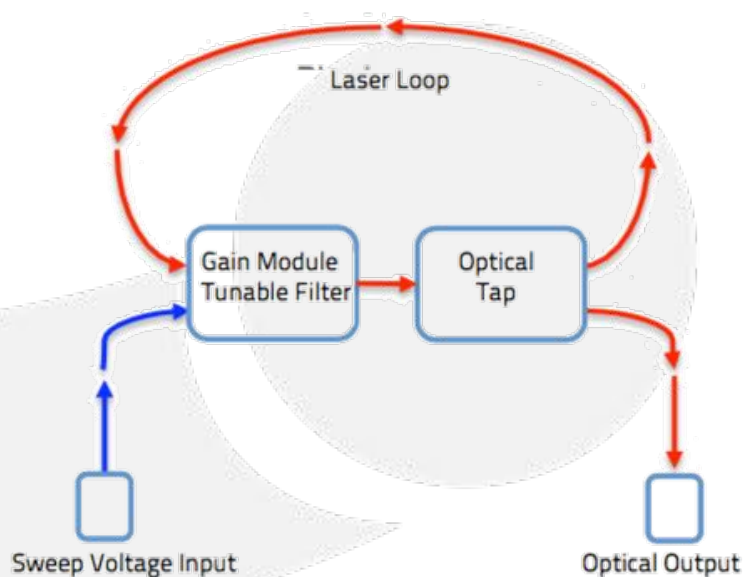 Laser Loop
Gain Module
Tunable Filter
Optical
Tap
Sweep Voltage Input
Optical Output